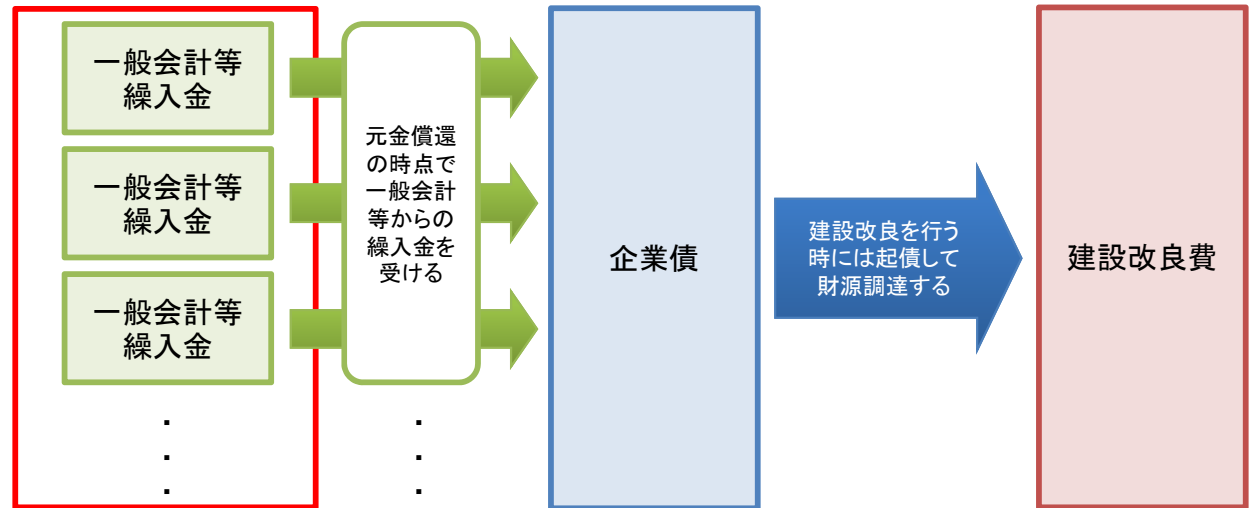 一般会計等
繰入金
一般会計等
繰入金
一般会計等
繰入金
・
・
・
元金償還
の時点で
一般会計
等からの
繰入金を
受ける
・
・
・
企業債
建設改良を行う
時には起債して
財源調達する
建設改良費